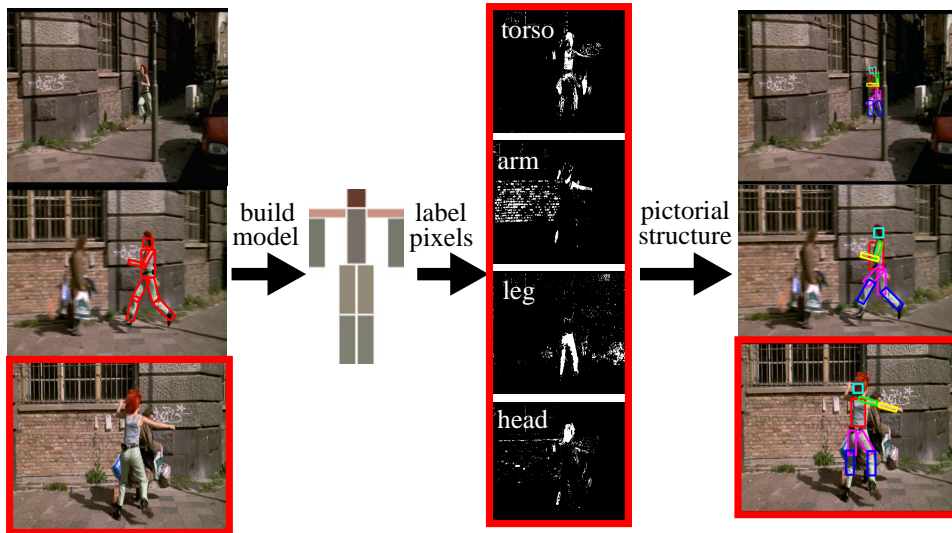 torso
arm
build
model
label
pixels
pictorial
structure
leg
head